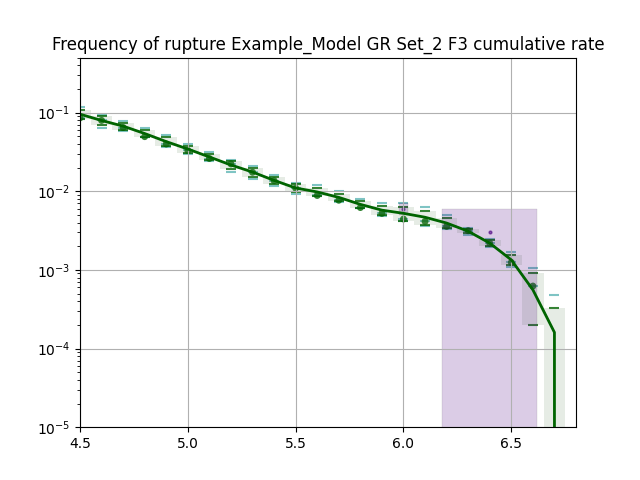 Frequency of rupture Example_Model GR Set_2 F3 cumulative rate
10⁻¹
10⁻²
10⁻³
10⁻⁴
10⁻⁵
4.5 5.0 5.5 6.0 6.5